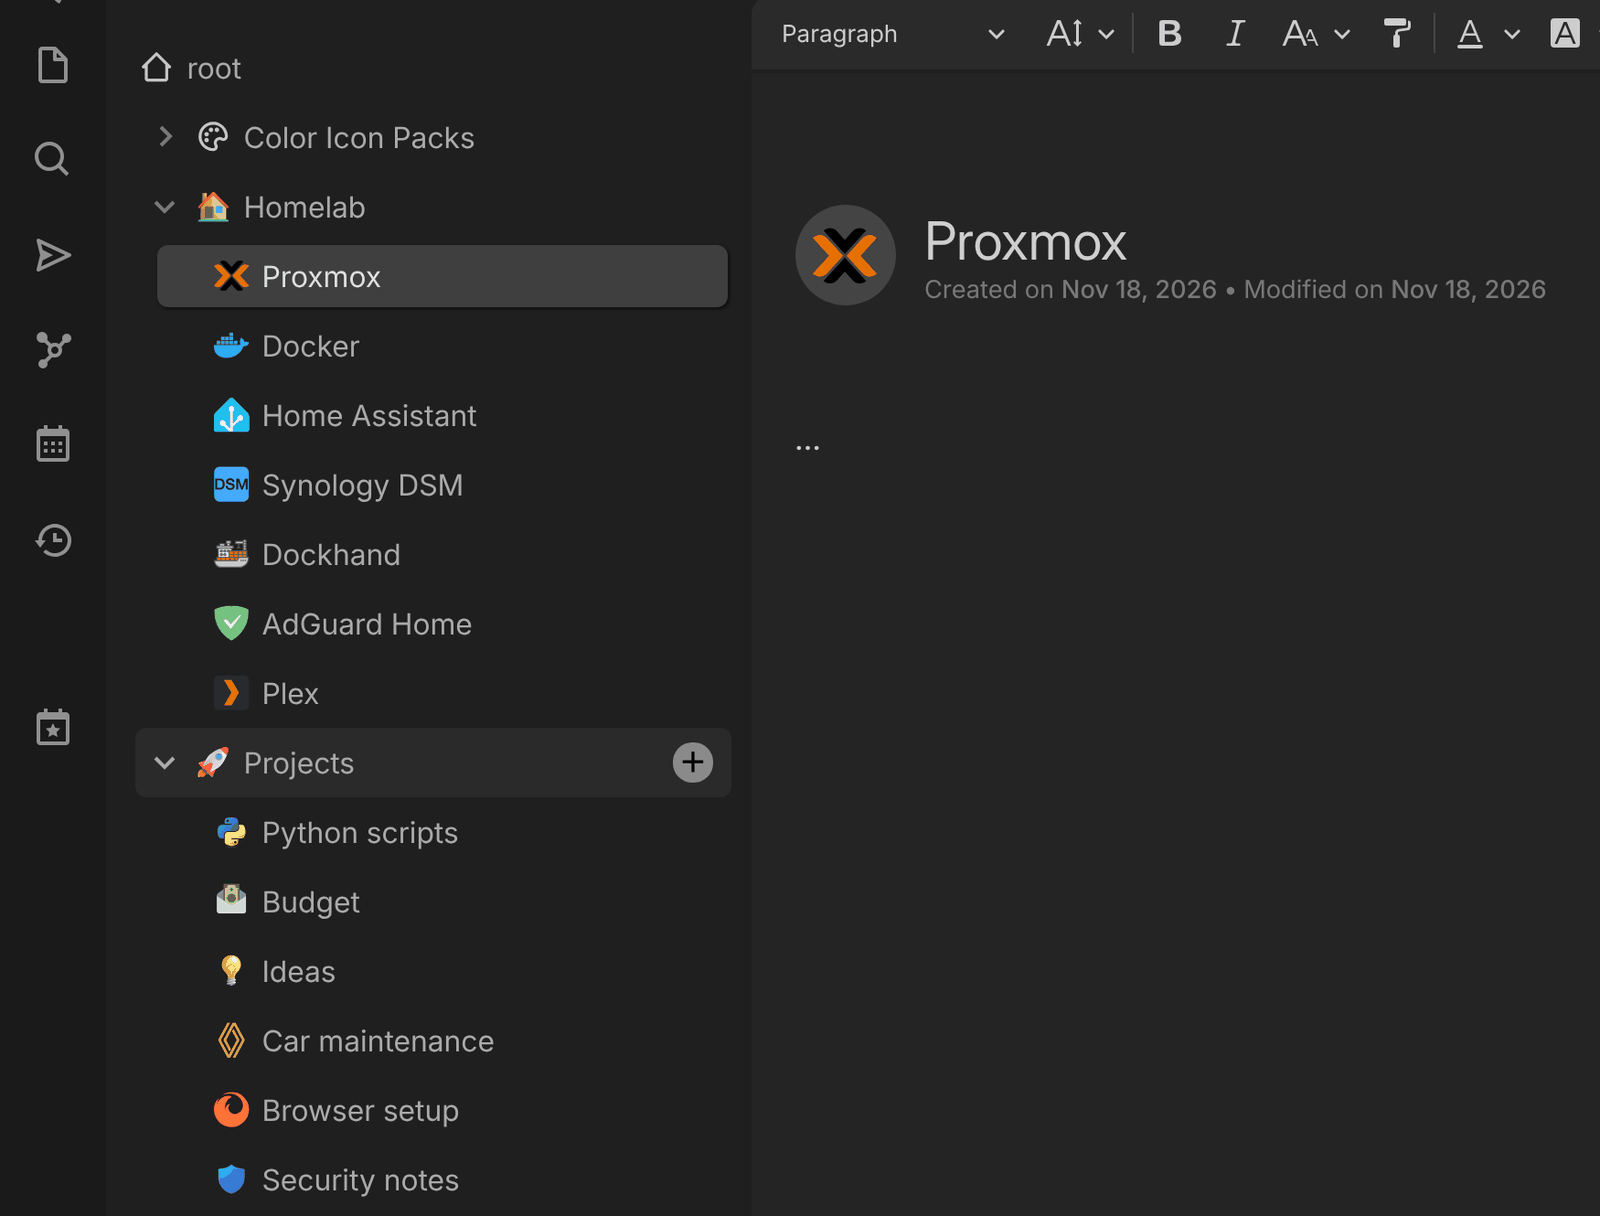 root
Color Icon Packs
Homelab
Proxmox
Docker
Home Assistant
DSM Synology DSM
Dockhand
AdGuard Home
Plex
Projects
Python scripts
Budget
Ideas
Car maintenance
Browser setup
Security notes
Paragraph
Proxmox
Created on Nov 18, 2026 • Modified on Nov 18, 2026
...